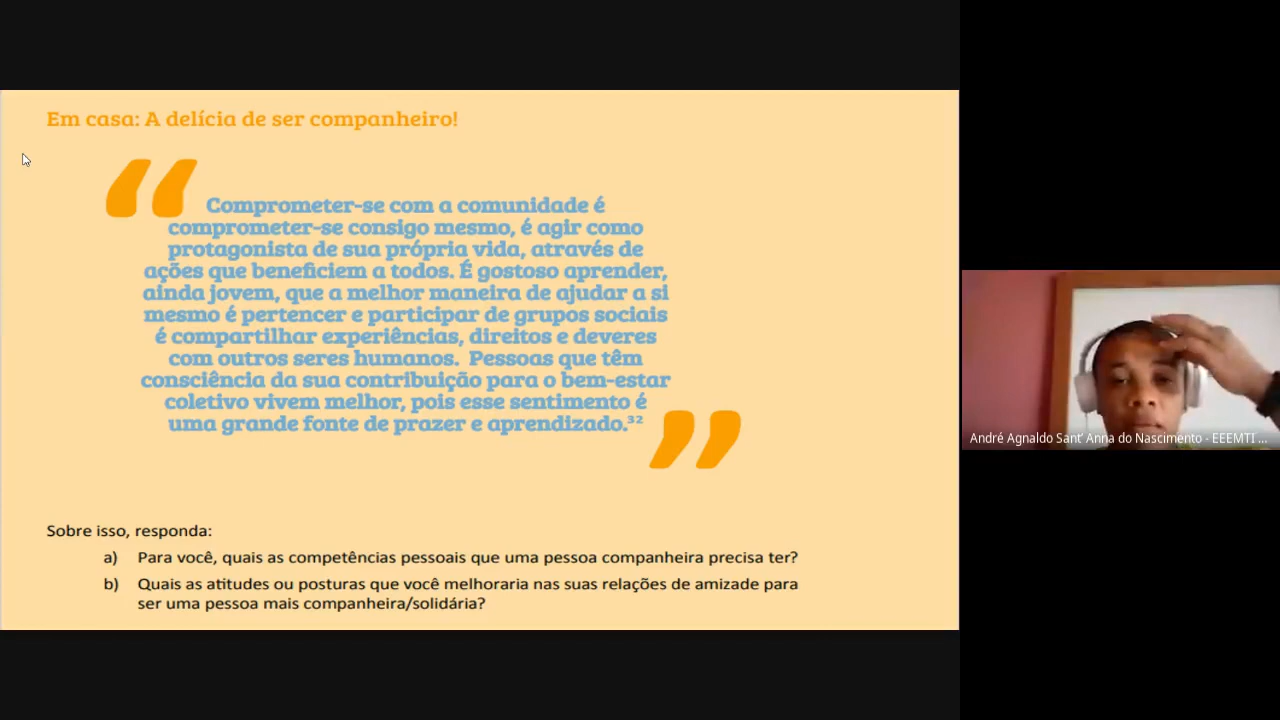 Em casa: A delícia de ser companheiro!
“ Comprometer-se com a comunidade é
comprometer-se consigo mesmo, é agir como
protagonista de sua própria vida, através de
ações que beneficiem a todos. É gostoso aprender,
ainda jovem, que a melhor maneira de ajudar a si
mesmo é pertencer e participar de grupos sociais
é compartilhar experiências, direitos e deveres
com outros seres humanos. Pessoas que têm
consciência da sua contribuição para o bem-estar
coletivo vivem melhor, pois esse sentimento é
uma grande fonte de prazer e aprendizado.³² ”
Sobre isso, responda:
a) Para você, quais as competências pessoais que uma pessoa companheira precisa ter?
b) Quais as atitudes ou posturas que você melhoraria nas suas relações de amizade para
ser uma pessoa mais companheira/solidária?
André Agnaldo Sant' Anna do Nascimento - EEEMTI ...